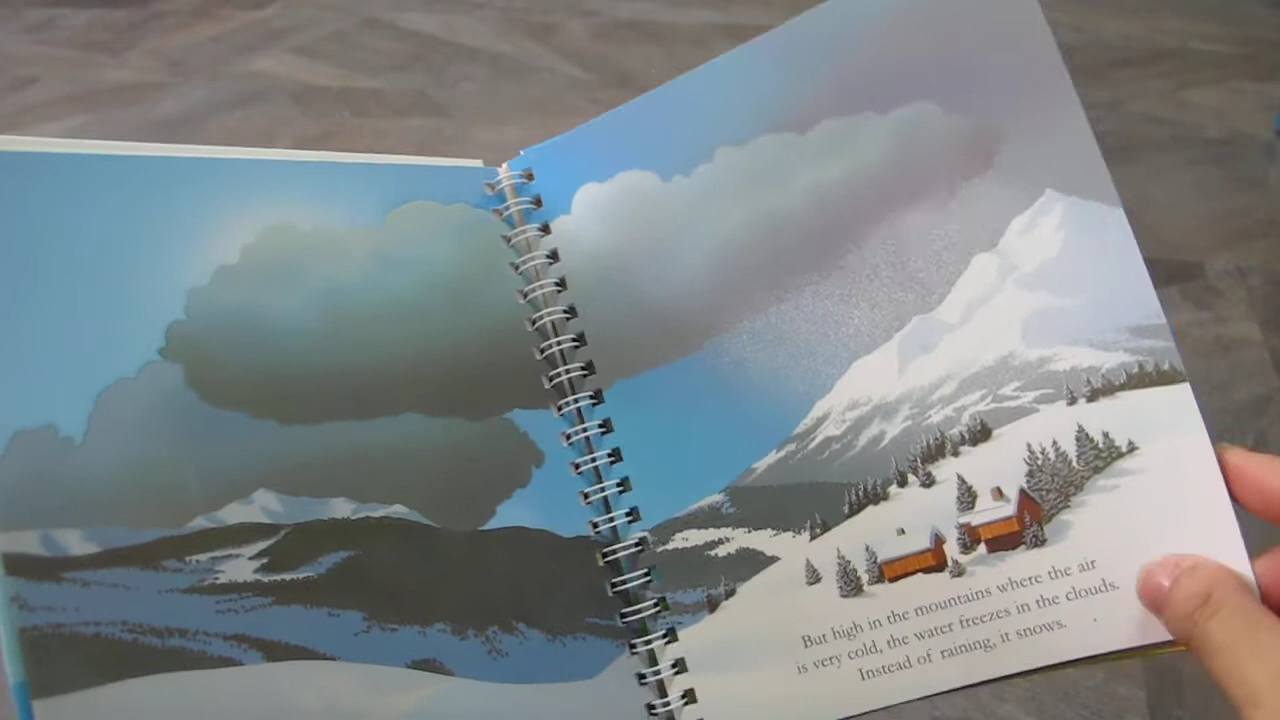 But high in the mountains where the air
is very cold, the water freezes in the clouds.
Instead of raining, it snows.